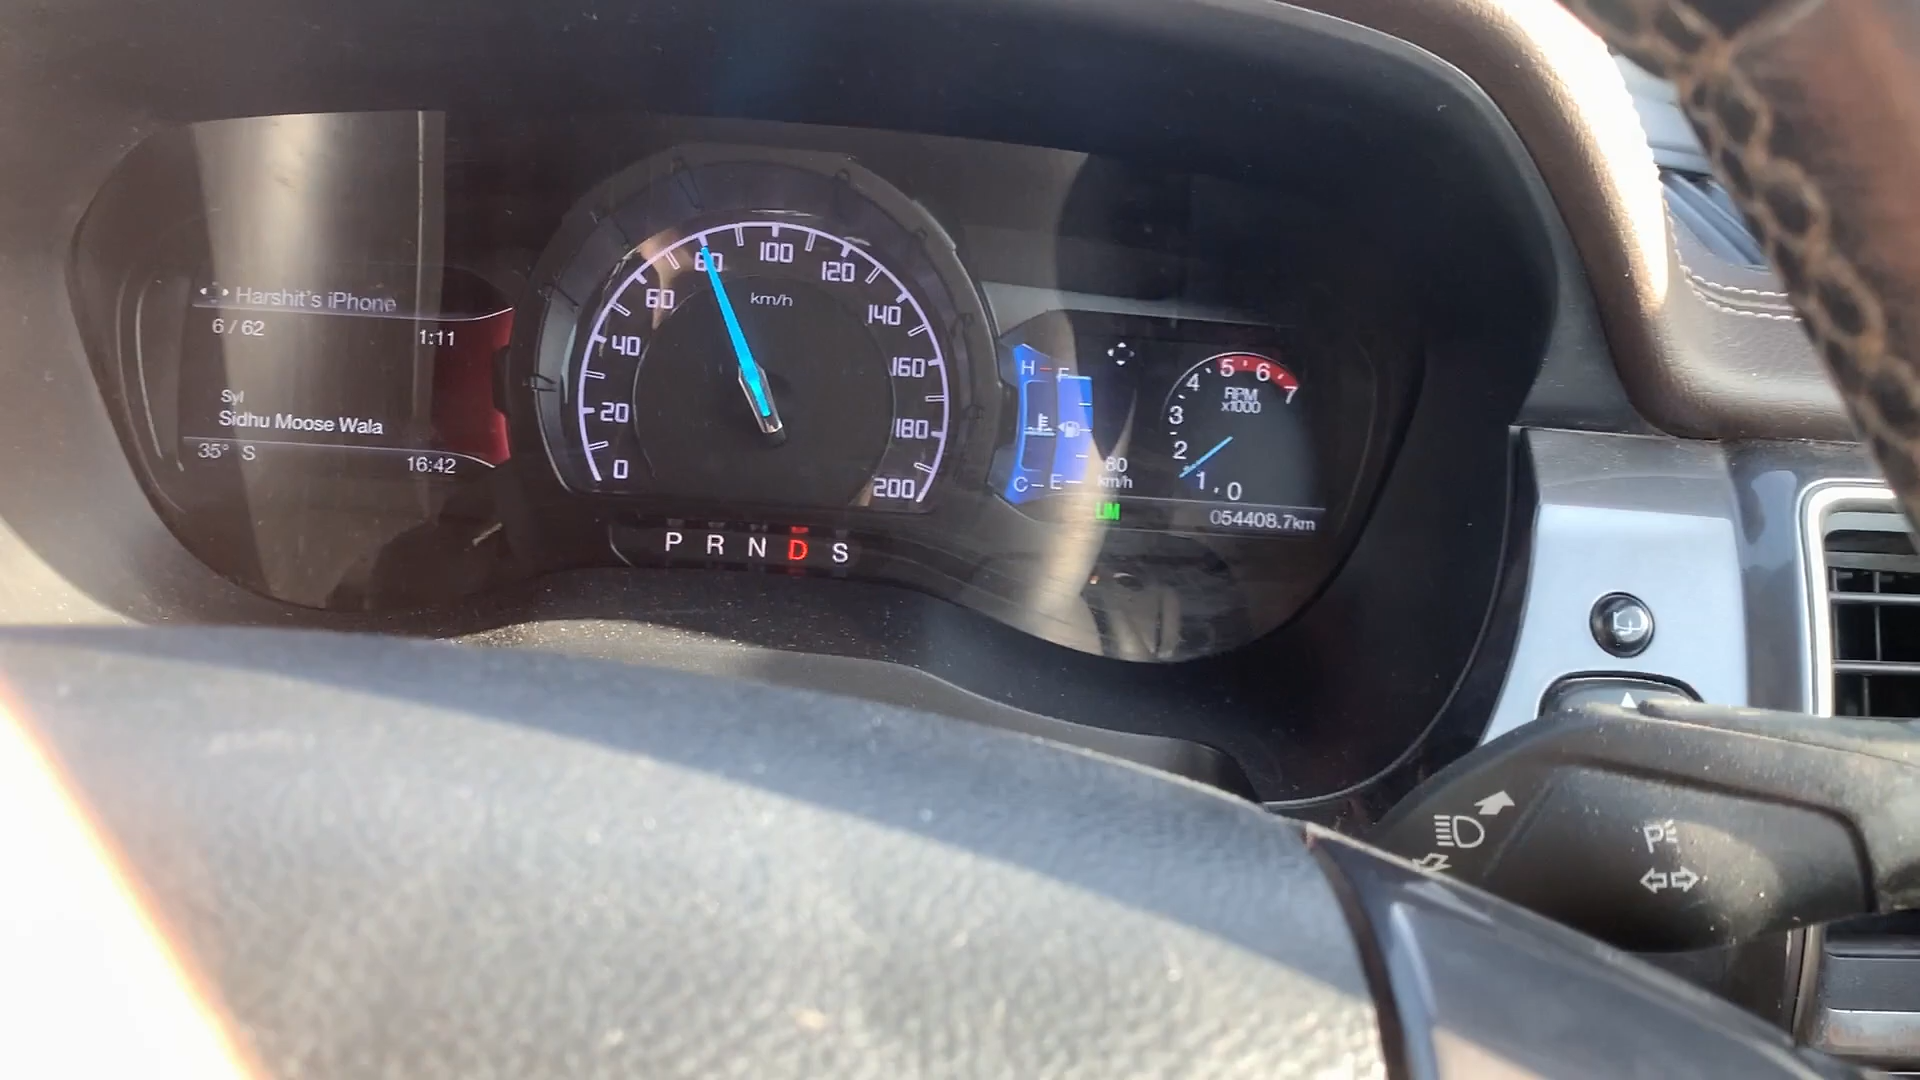 Harshit's iPhone
6 / 62
1:11
Syl
Sidhu Moose Wala
35° S
16:42
0
20
40
60
80
100
120
140
160
180
200
km/h
P R N D S
H F
C E
80
km/h
LIM
0
1
2
3
4
5
6
7
RPM
x1000
054408.7km
P